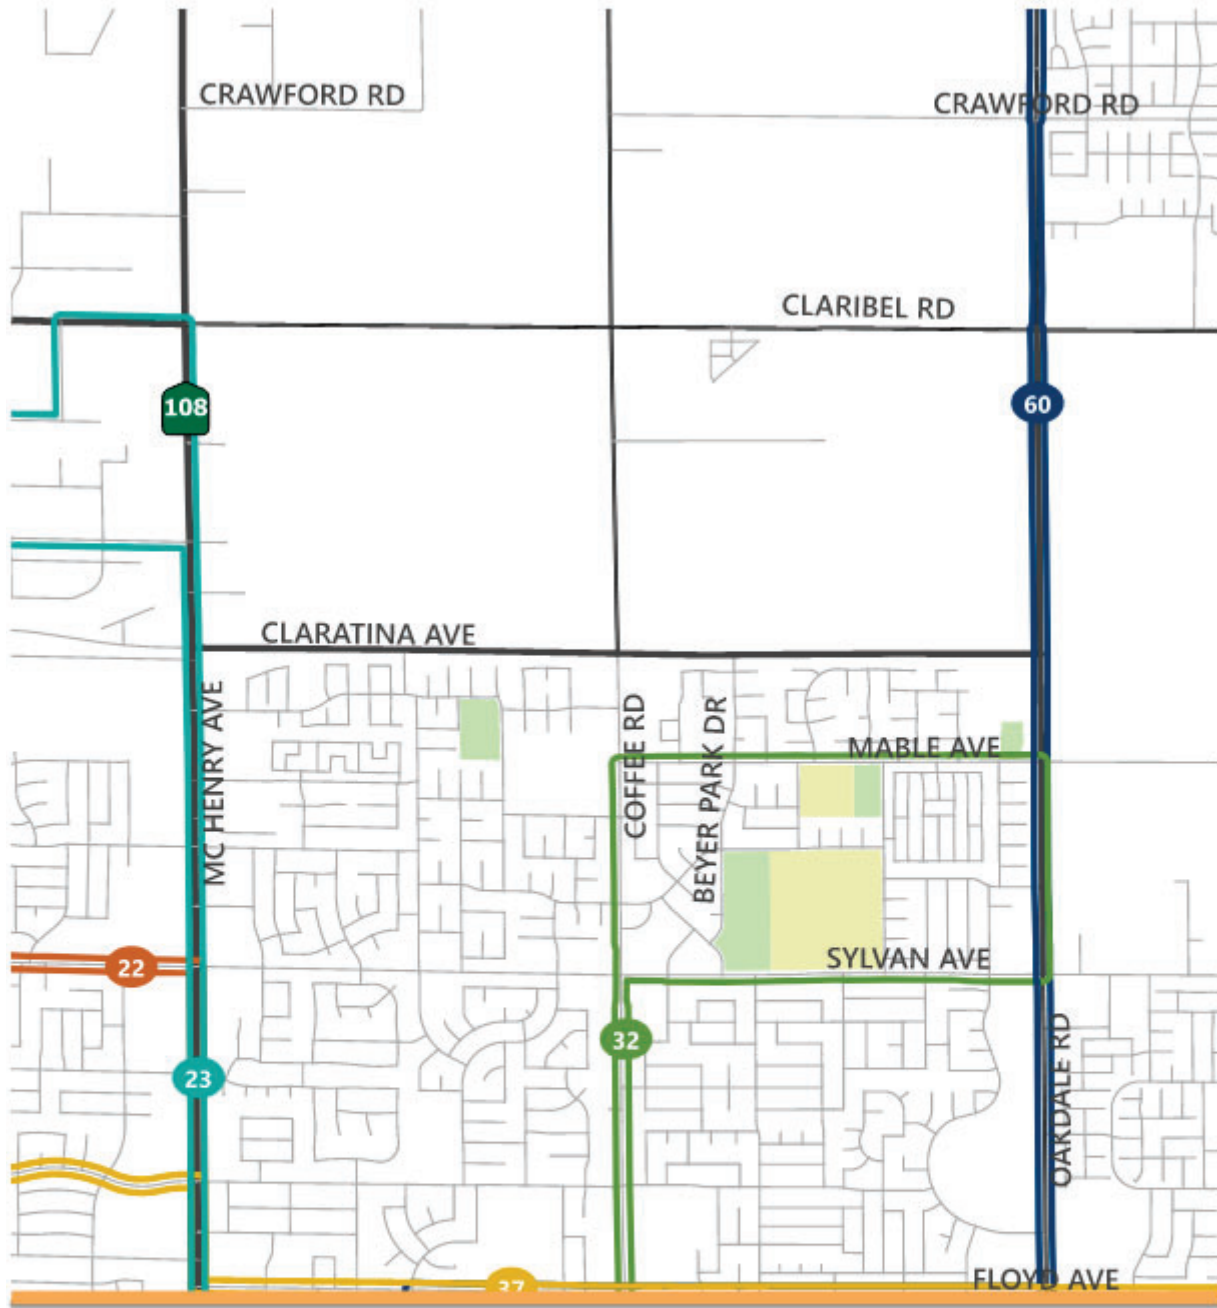 CRAWFORD RD
CRAWFORD RD
CLARIBEL RD
108
60
CLARATINA AVE
MC HENRY AVE
COFFEE RD
BEYER PARK DR
MABLE AVE
SYLVAN AVE
22
32
23
OAKDALE RD
37
FLOYD AVE